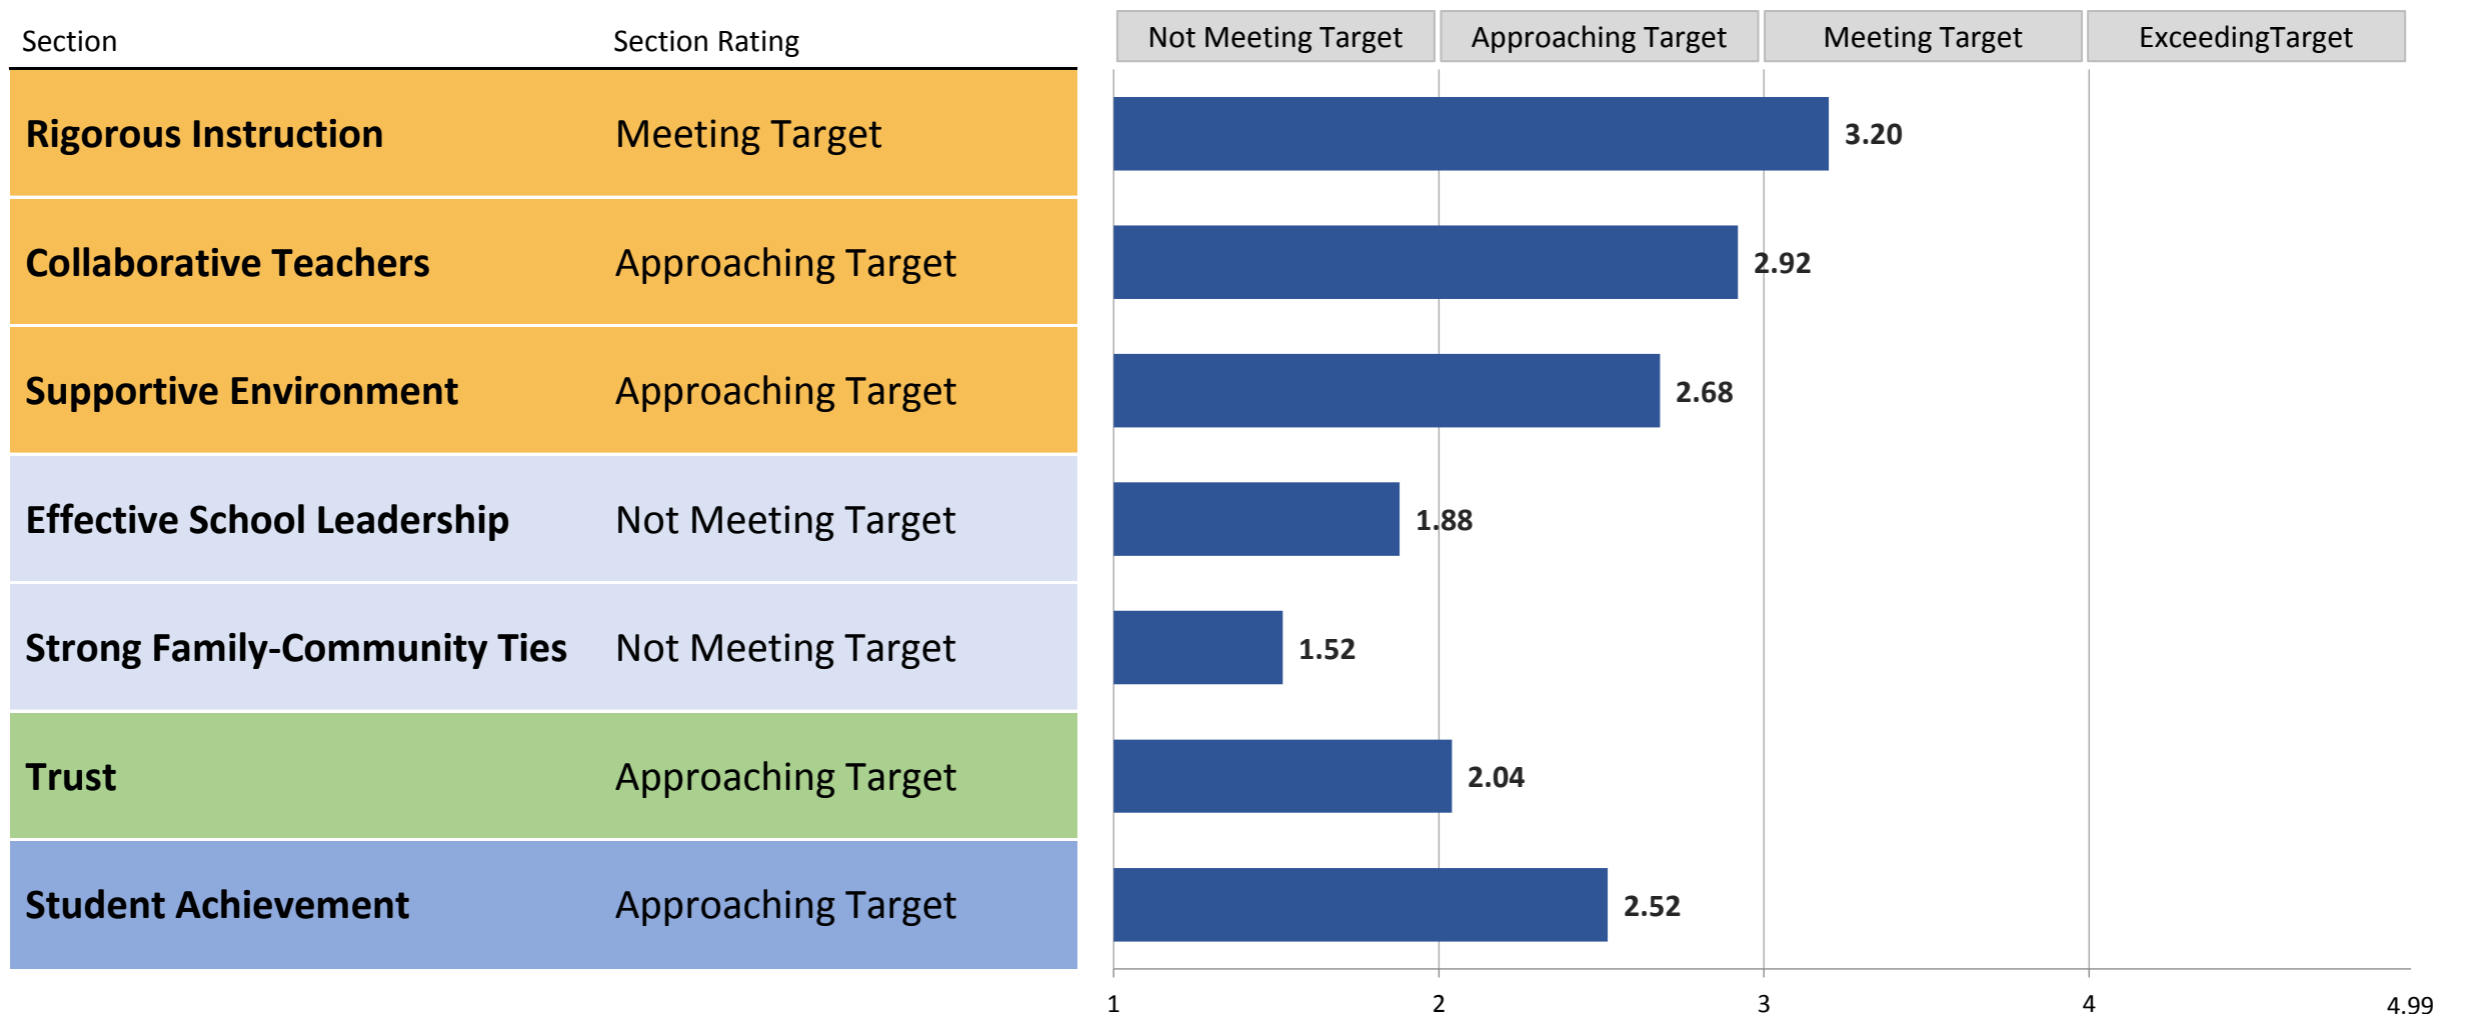 Section Section Rating Not Meeting Target Approaching Target Meeting Target ExceedingTarget
Rigorous Instruction Meeting Target 3.20
Collaborative Teachers Approaching Target 2.92
Supportive Environment Approaching Target 2.68
Effective School Leadership Not Meeting Target 1.88
Strong Family-Community Ties Not Meeting Target 1.52
Trust Approaching Target 2.04
Student Achievement Approaching Target 2.52
1 2 3 4 4.99